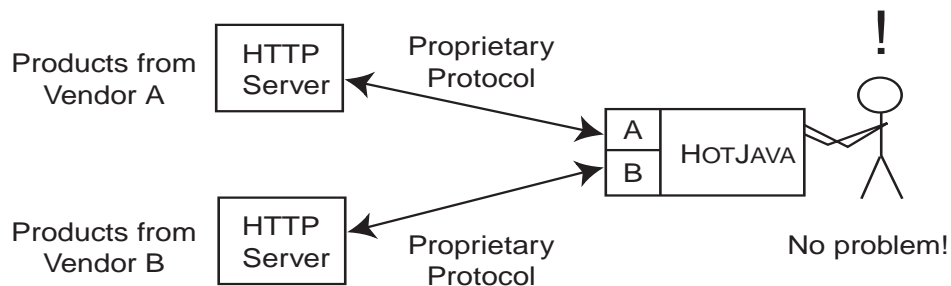 Products from
Vendor A
HTTP
Server
Proprietary
Protocol
!
A
B
HOTJAVA
Products from
Vendor B
HTTP
Server
Proprietary
Protocol
No problem!